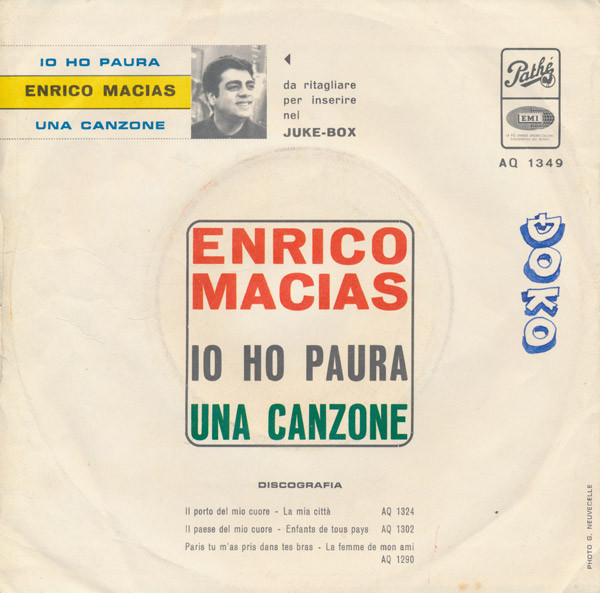 IO HO PAURA
ENRICO MACIAS
UNA CANZONE
da ritagliare
per inserire
nel
JUKE-BOX
Pathé
EMI
AQ 1349
ĐOKO
ENRICO
MACIAS
IO HO PAURA
UNA CANZONE
DISCOGRAFIA
Il porto del mio cuore - La mia città AQ 1324
Il paese del mio cuore - Enfants de tous pays AQ 1302
Paris tu m'as pris dans tes bras - La femme de mon ami
AQ 1290
PHOTO G. NEUVECELLE